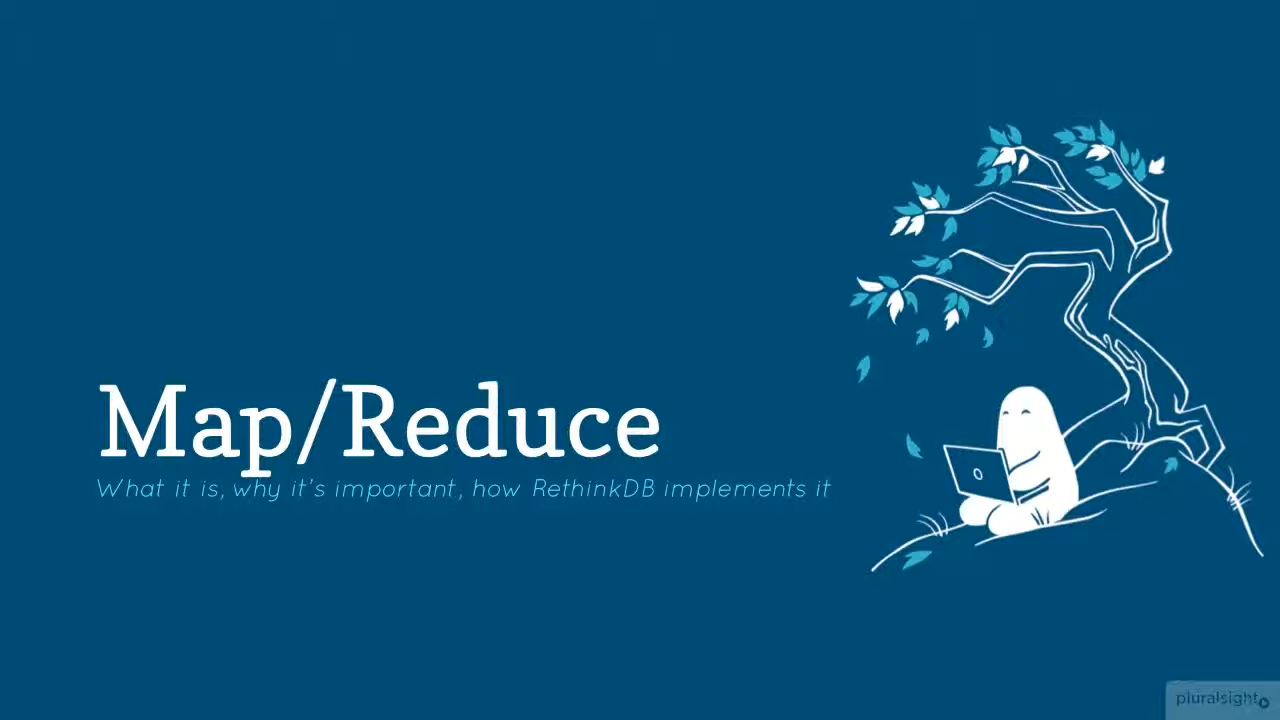 Map/Reduce
What it is, why it's important, how RethinkDB implements it
pluralsight